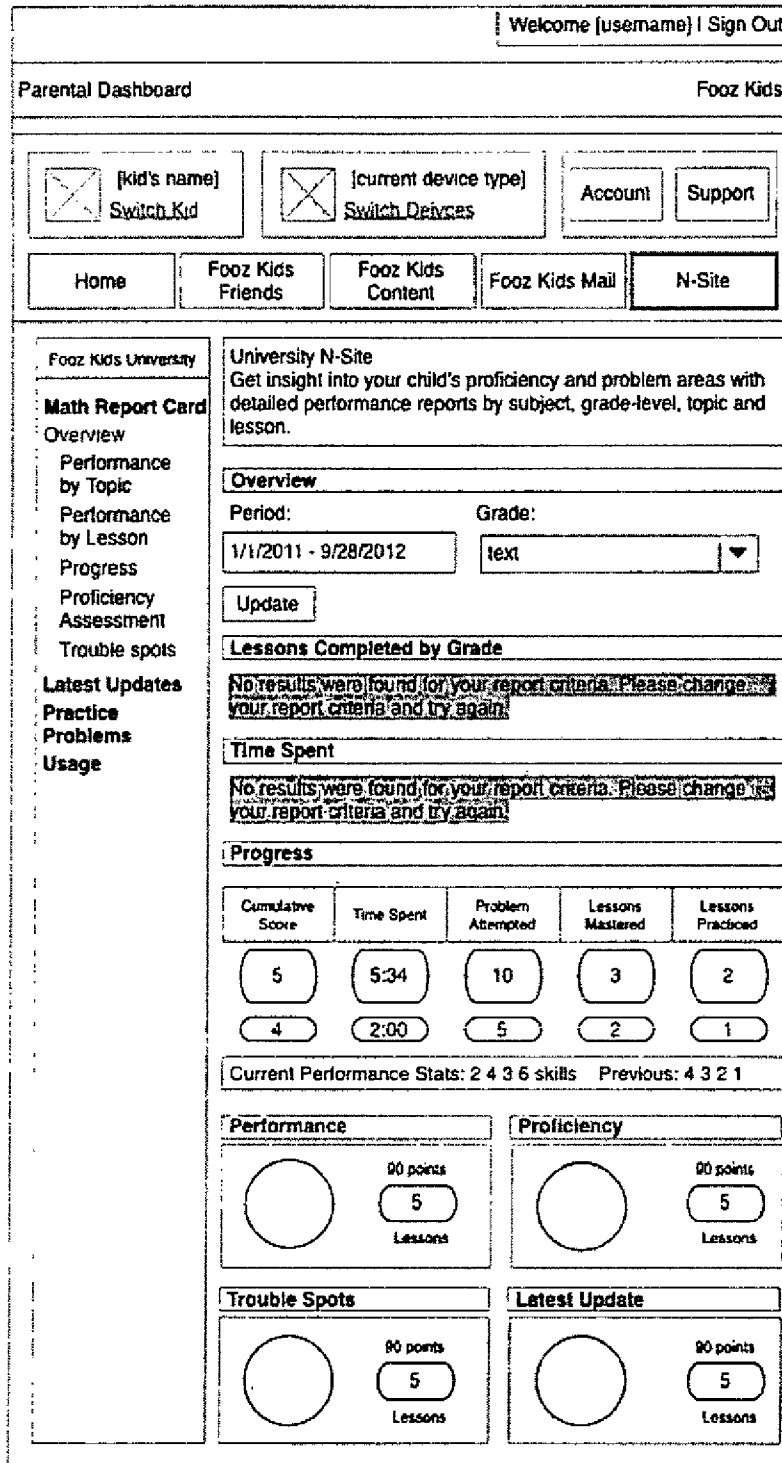 Welcome [username] | Sign Out
Parental Dashboard
Fooz Kids
[kid's name]
Switch Kid
[current device type]
Switch Deivces
Account
Support
Home
Fooz Kids
Friends
Fooz Kids
Content
Fooz Kids Mail
N-Site
Fooz Kids University
Math Report Card
Overview
Performance
by Topic
Performance
by Lesson
Progress
Proficiency
Assessment
Trouble spots
Latest Updates
Practice
Problems
Usage
University N-Site
Get insight into your child's proficiency and problem areas with
detailed performance reports by subject, grade-level, topic and
lesson.
Overview
Period:
Grade:
1/1/2011 - 9/28/2012
text
Update
Lessons Completed by Grade
No results were found for your report criteria. Please change
your report criteria and try again.
Time Spent
No results were found for your report criteria. Please change
your report criteria and try again.
Progress
Cumulative
Score
Time Spent
Problem
Attempted
Lessons
Mastered
Lessons
Practiced
5
5:34
10
3
2
4
2:00
5
2
1
Current Performance Stats: 2 4 3 6 skills Previous: 4 3 2 1
Performance
90 points
5
Lessons
Proficiency
90 points
5
Lessons
Trouble Spots
90 points
5
Lessons
Latest Update
90 points
5
Lessons